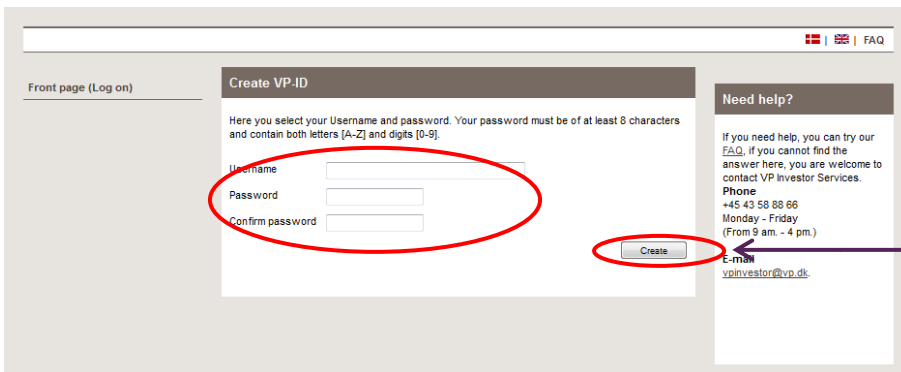 FAQ
Front page (Log on)
Create VP-ID
Here you select your Username and password. Your password must be of at least 8 characters
and contain both letters [A-Z] and digits [0-9].
Username
Password
Confirm password
Create
Need help?
If you need help, you can try our
FAQ, if you cannot find the
answer here, you are welcome to
contact VP Investor Services.
Phone
+45 43 58 88 66
Monday - Friday
(From 9 am. - 4 pm.)
E-mail
vpinvestor@vp.dk.